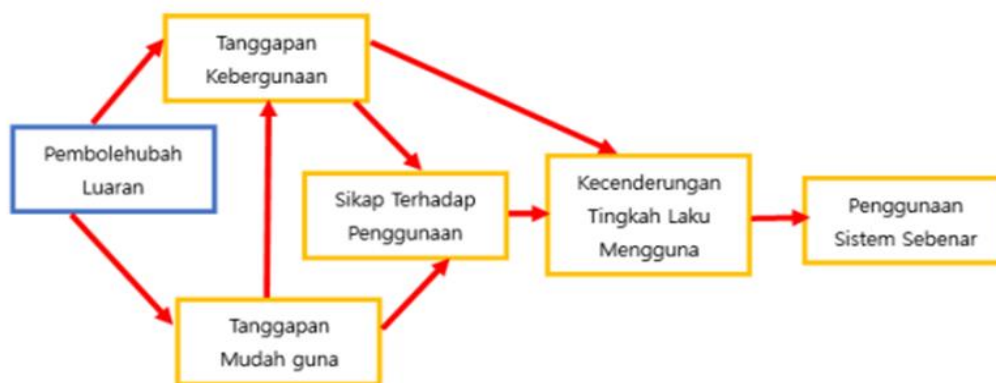 Tanggapan
Kebergunaan
Pembolehubah
Luaran
Sikap Terhadap
Penggunaan
Kecenderungan
Tingkah Laku
Mengguna
Penggunaan
Sistem Sebenar
Tanggapan
Mudah guna